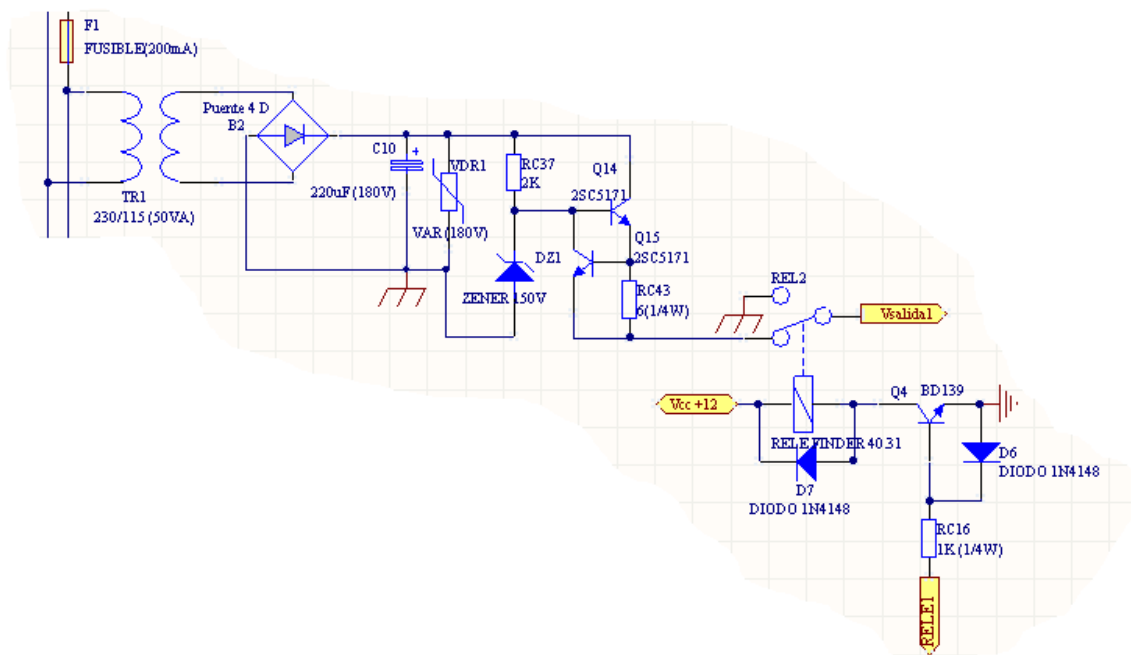 F1
FUSIBLE(200mA)
Puente 4 D
B2
TR1
230/115 (50VA)
C10
+
220uF(180V)
VDR1
VAR (180V)
RC37
2K
Q14
2SC5171
Q15
2SC5171
DZ1
ZENER 150V
RC43
6(1/4W)
REL2
Vsalida1
Vcc +12
Q4
BD139
RELE FINDER 40.31
D7
DIODO 1N4148
D6
DIODO 1N4148
RC16
1K (1/4W)
RELE1